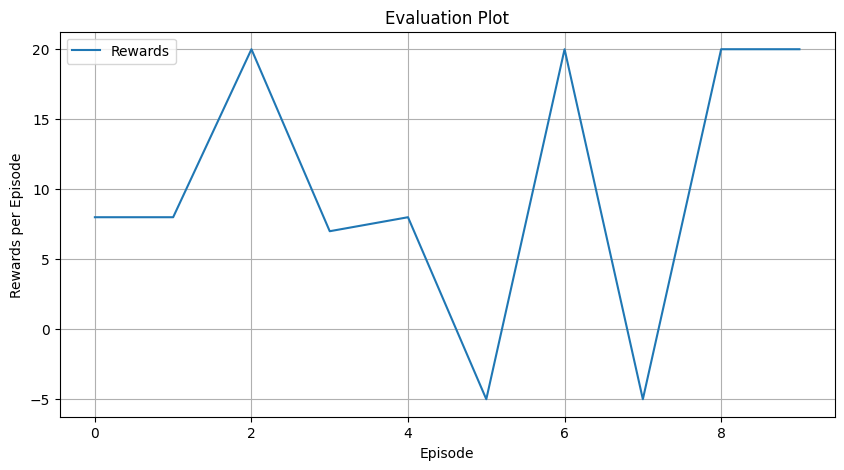 Evaluation Plot
Rewards
Rewards per Episode
20
15
10
5
0
−5
0 2 4 6 8
Episode